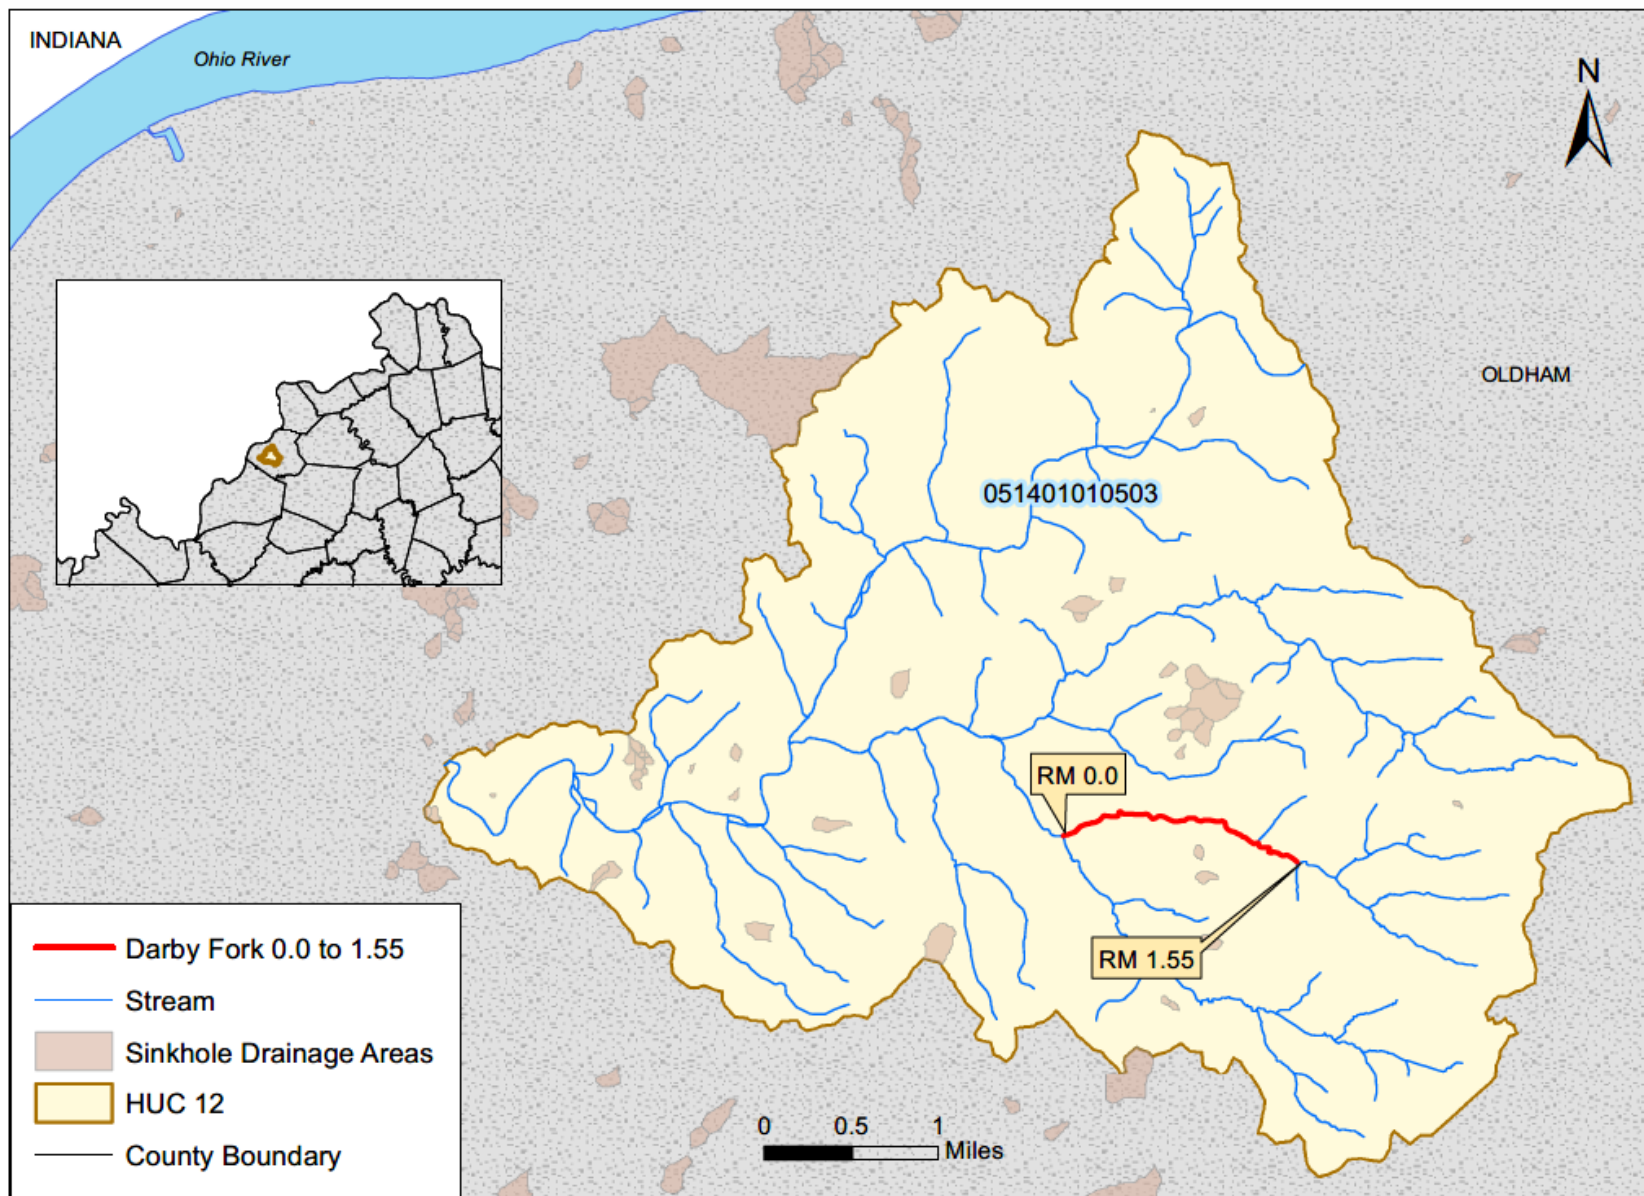 INDIANA
Ohio River
N
OLDHAM
051401010503
RM 0.0
RM 1.55
Darby Fork 0.0 to 1.55
Stream
Sinkhole Drainage Areas
HUC 12
County Boundary
0 0.5 1
Miles